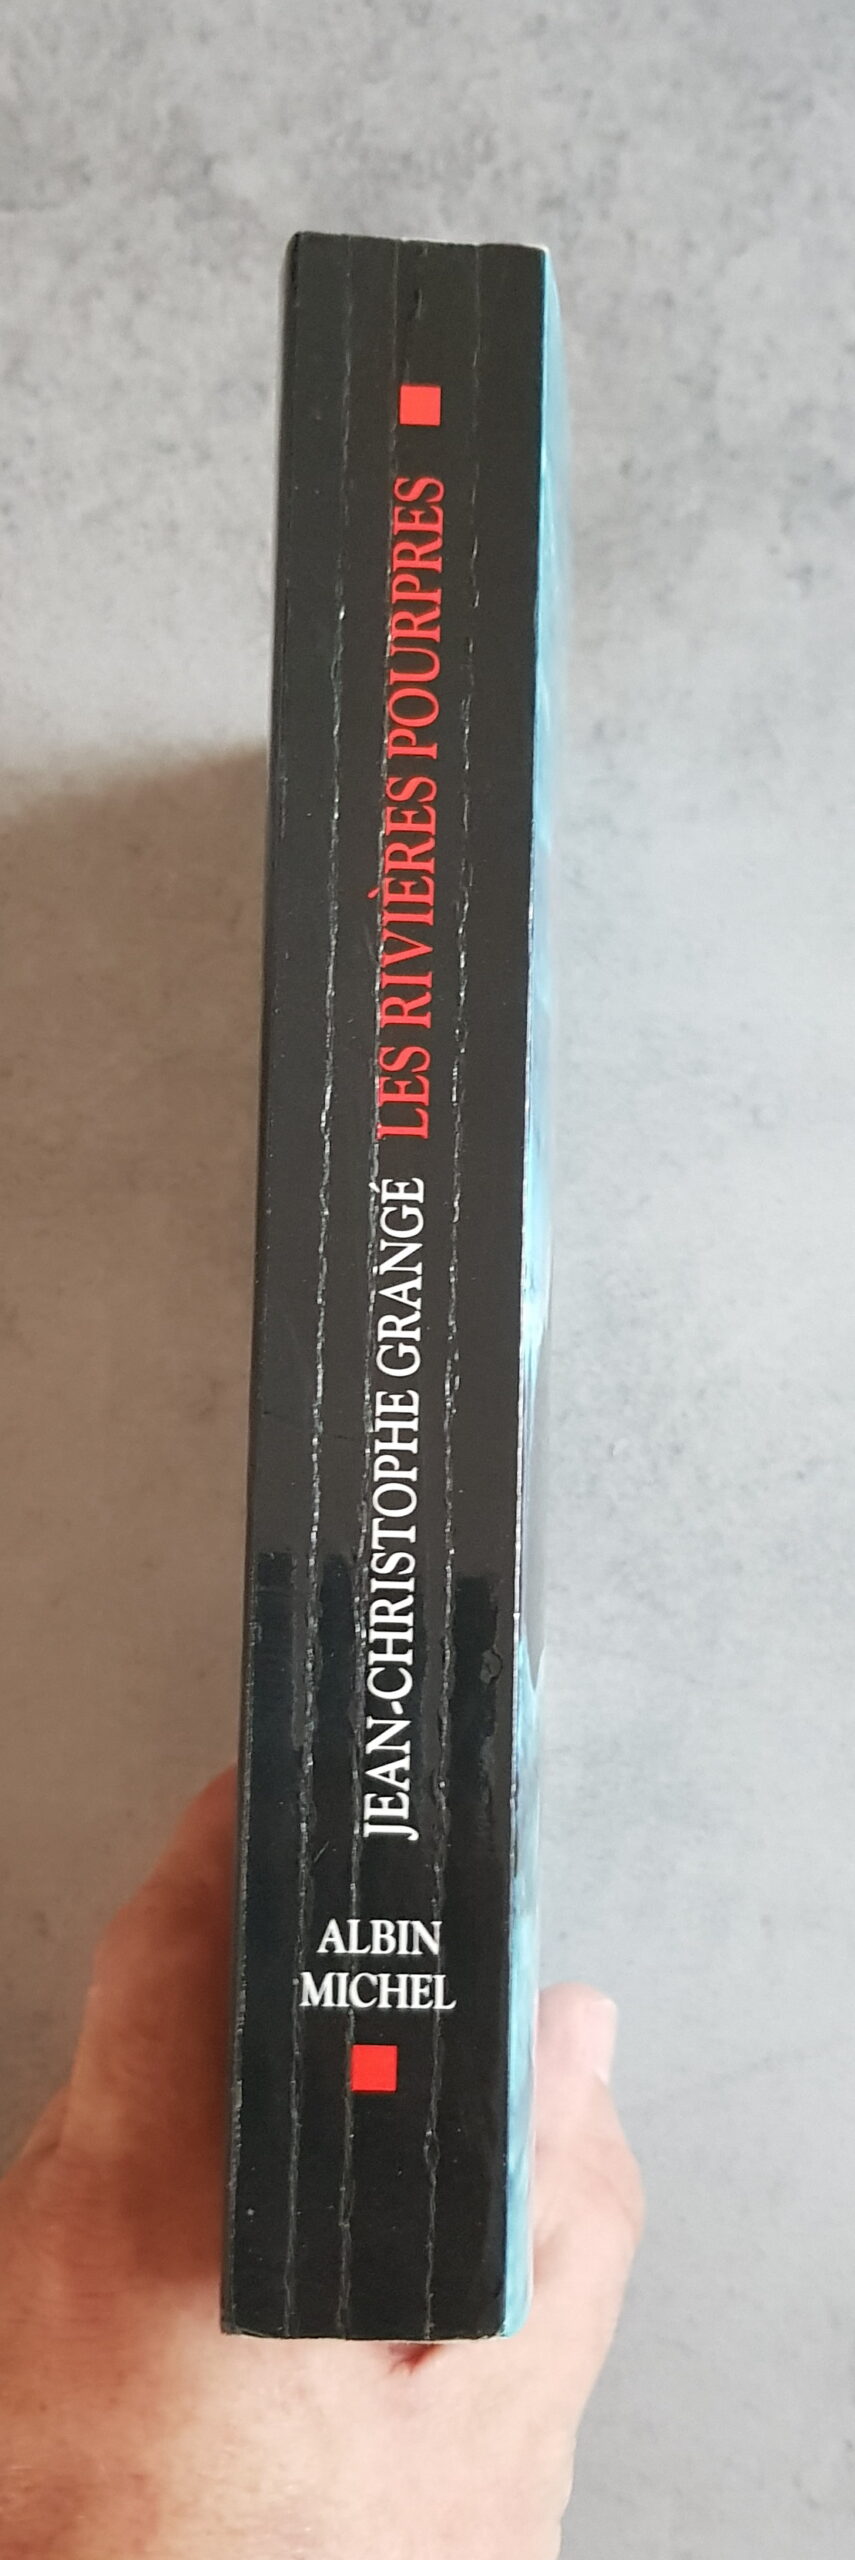 JEAN-CHRISTOPHE GRANGÉ LES RIVIÈRES POURPRES
ALBIN
MICHEL